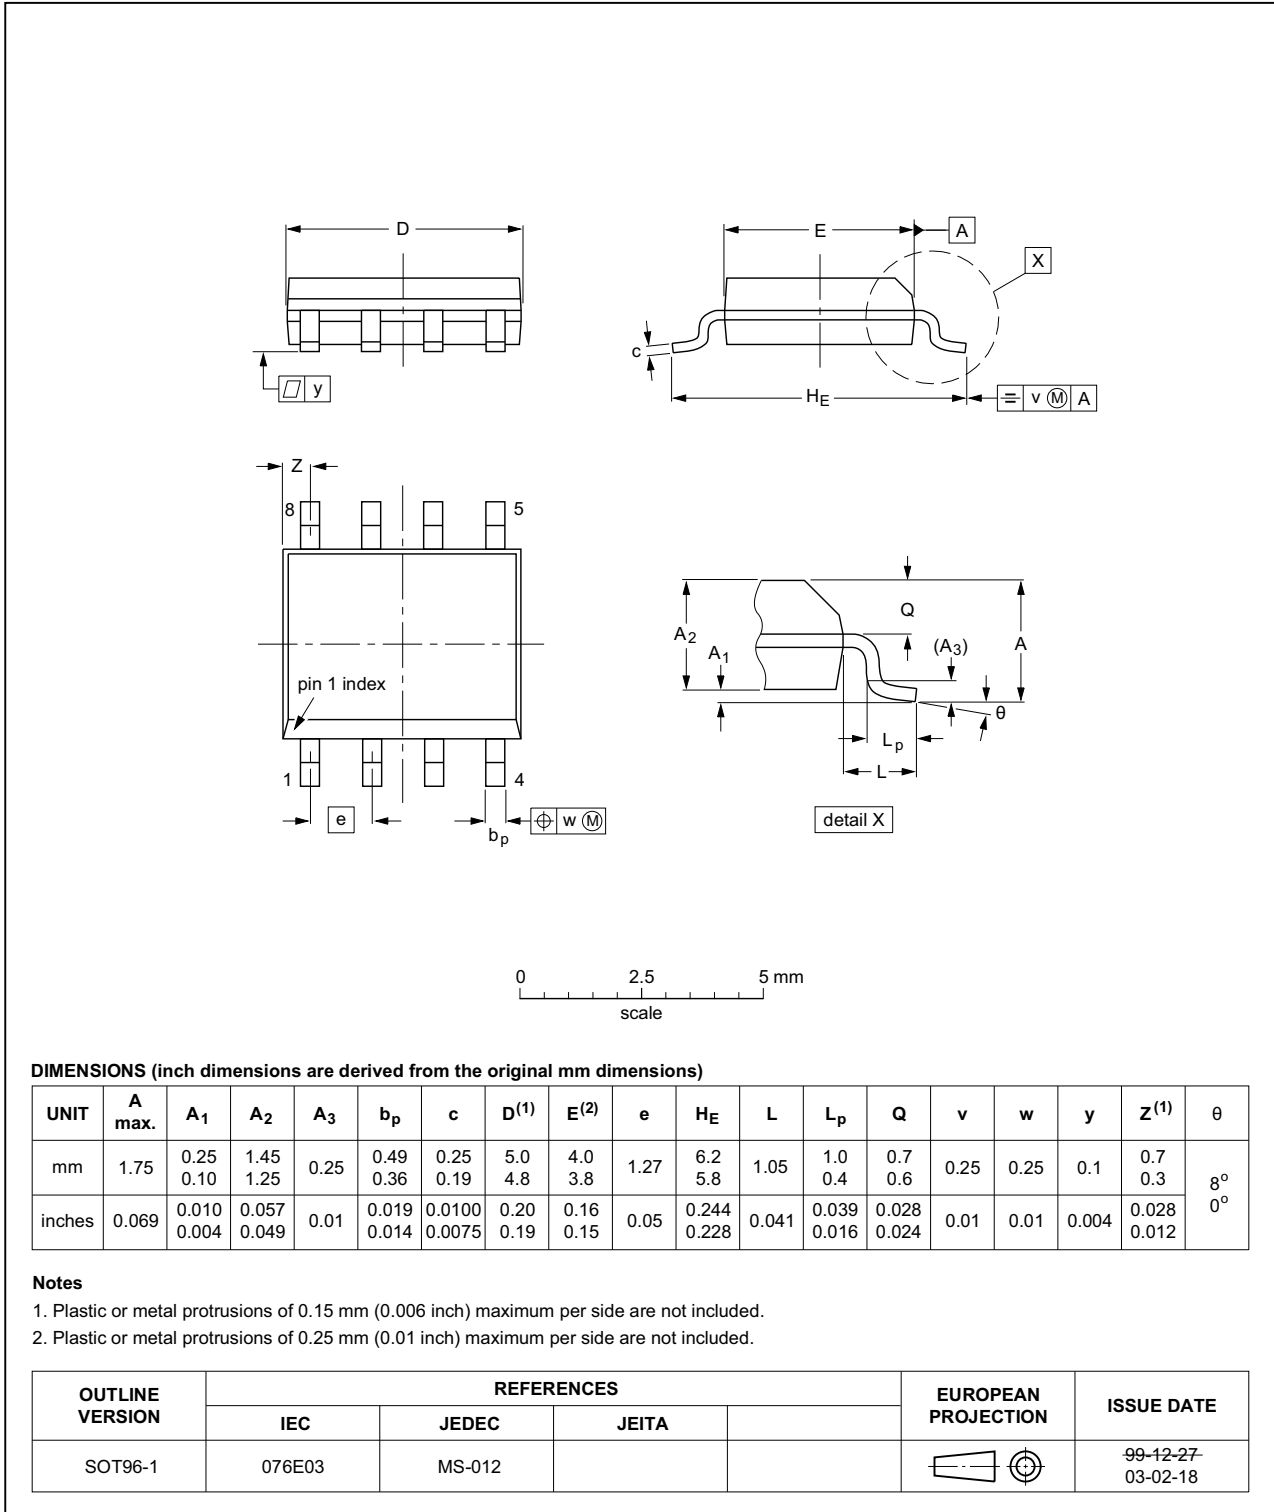 D
E
A
X
c
y
H_E
v Ⓜ A
Z
8
5
pin 1 index
1
4
e
b_p
w Ⓜ
A_2
A_1
Q
(A_3)
A
θ
L_p
L
detail X
0 2.5 5 mm
scale
DIMENSIONS (inch dimensions are derived from the original mm dimensions)
UNIT A max. A1 A2 A3 bp c D(1) E(2) e HE L Lp Q v w y Z(1) θ
mm 1.75 0.25 0.10 1.45 1.25 0.25 0.49 0.36 0.25 0.19 5.0 4.8 4.0 3.8 1.27 6.2 5.8 1.05 1.0 0.4 0.7 0.6 0.25 0.25 0.1 0.7 0.3 8° 0°
inches 0.069 0.010 0.004 0.057 0.049 0.01 0.019 0.014 0.0100 0.0075 0.20 0.19 0.16 0.15 0.05 0.244 0.228 0.041 0.039 0.016 0.028 0.024 0.01 0.01 0.004 0.028 0.012
Notes
1. Plastic or metal protrusions of 0.15 mm (0.006 inch) maximum per side are not included.
2. Plastic or metal protrusions of 0.25 mm (0.01 inch) maximum per side are not included.
OUTLINE VERSION REFERENCES EUROPEAN PROJECTION ISSUE DATE
IEC JEDEC JEITA
SOT96-1 076E03 MS-012 99-12-27
03-02-18